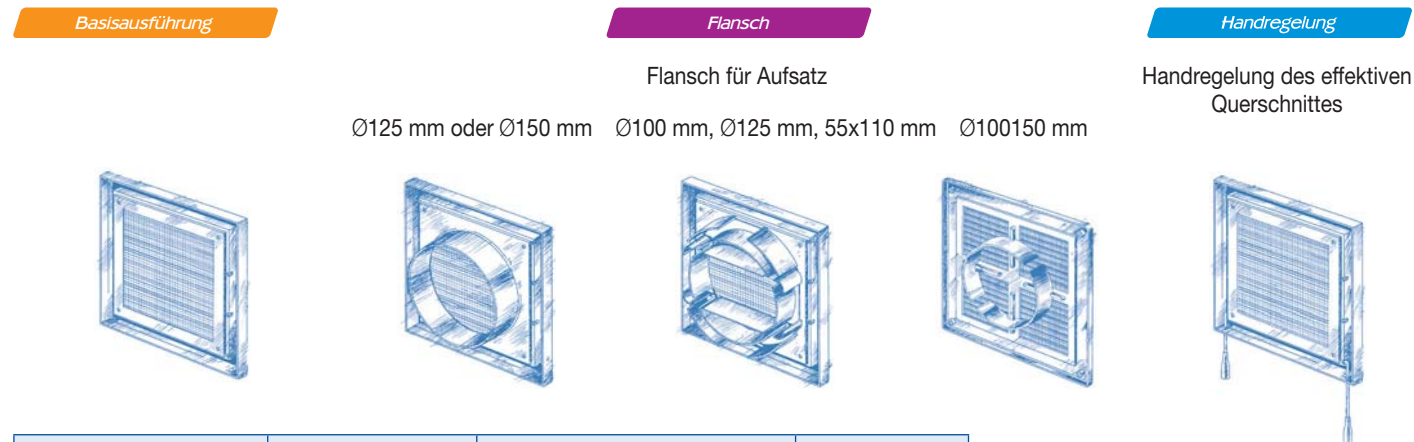 Basisausführung
Flansch
Handregelung
Flansch für Aufsatz
Handregelung des effektiven
Querschnittes
Ø125 mm oder Ø150 mm
Ø100 mm, Ø125 mm, 55x110 mm
Ø100150 mm